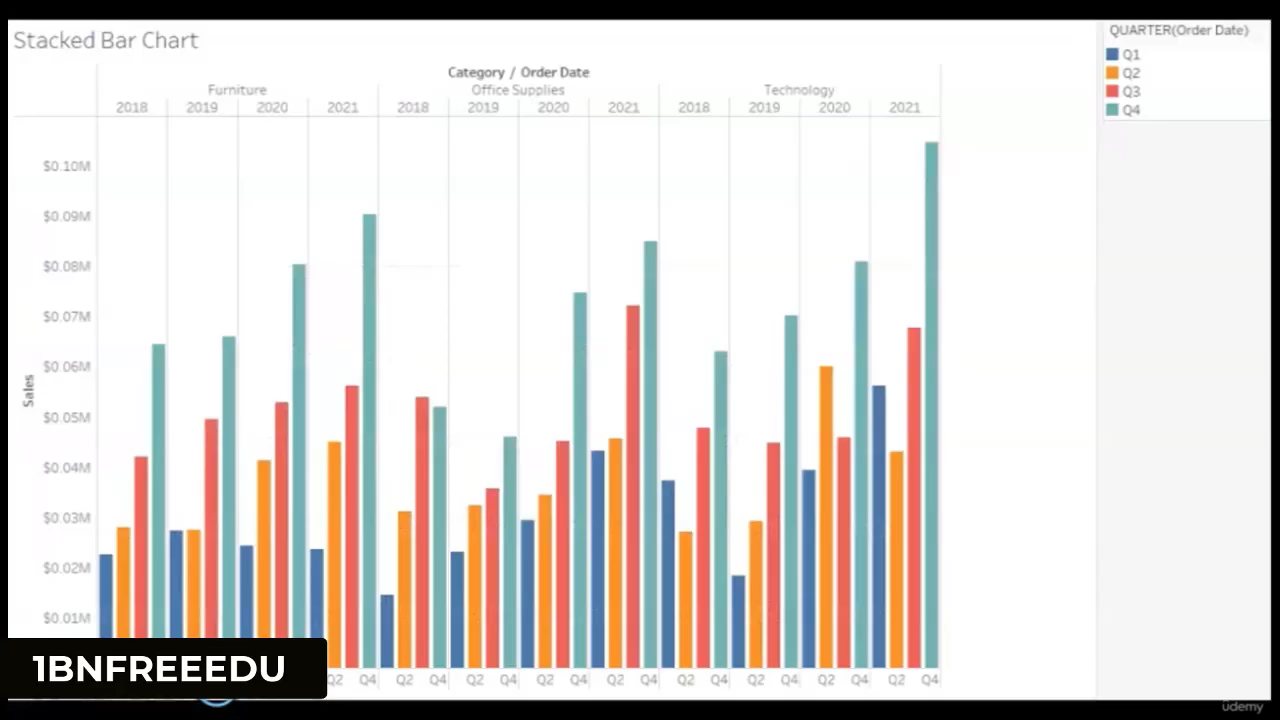 Stacked Bar Chart
QUARTER(Order Date)
Q1
Q2
Q3
Q4
Category / Order Date
Furniture Office Supplies Technology
2018 2019 2020 2021 2018 2019 2020 2021 2018 2019 2020 2021
$0.10M
$0.09M
$0.08M
$0.07M
$0.06M
$0.05M
$0.04M
$0.03M
$0.02M
$0.01M
Sales
Q2 Q4 Q2 Q4 Q2 Q4 Q2 Q4 Q2 Q4 Q2 Q4 Q2 Q4 Q2 Q4 Q2 Q4
1BNFREEEDU
ûdemy